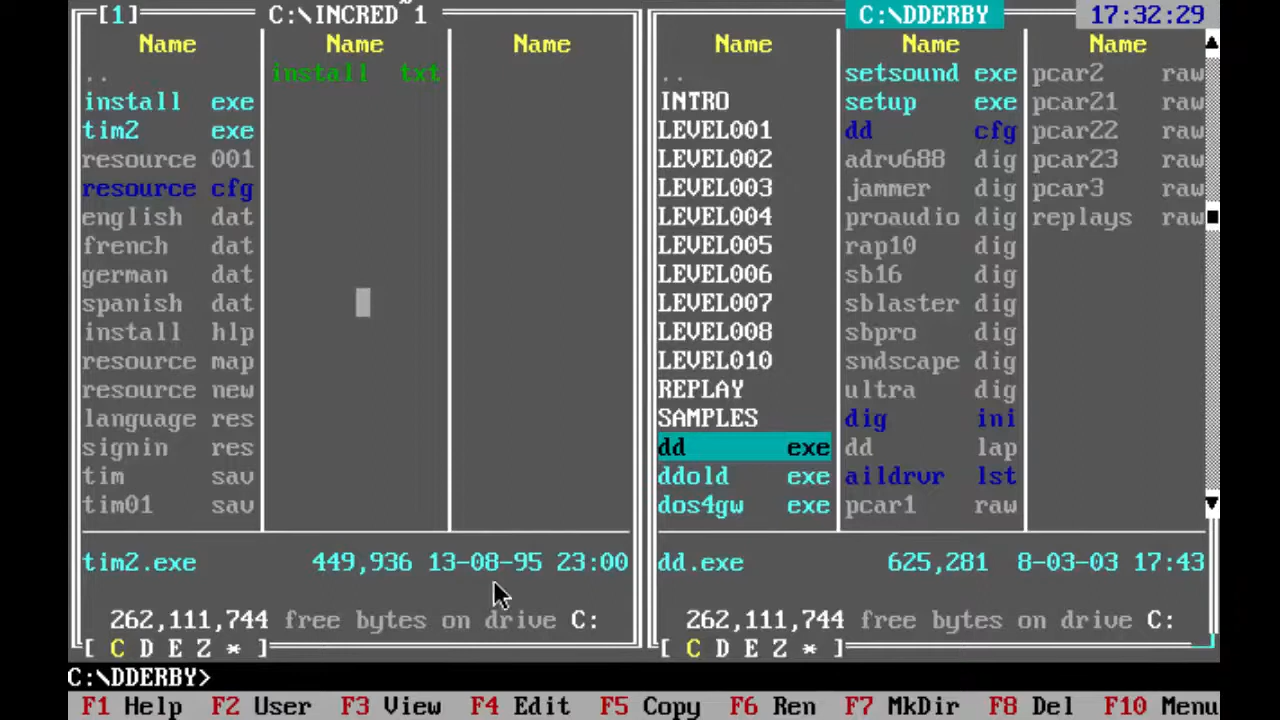 [1] C:\INCRED~1 C:\DDERBY 17:32:29
Name Name Name Name Name Name
.. install txt .. setsound exe pcar2 raw
install exe INTRO setup exe pcar21 raw
tim2 exe LEVEL001 dd cfg pcar22 raw
resource 001 LEVEL002 adrv688 dig pcar23 raw
resource cfg LEVEL003 jammer dig pcar3 raw
english dat LEVEL004 proaudio dig replays raw
french dat LEVEL005 rap10 dig
german dat LEVEL006 sb16 dig
spanish dat LEVEL007 sblaster dig
install hlp LEVEL008 sbpro dig
resource map LEVEL010 sndscape dig
resource new REPLAY ultra dig
language res SAMPLES dig ini
signin res dd exe dd lap
tim sav ddold exe aildrvr lst
tim01 sav dos4gw exe pcar1 raw
tim2.exe 449,936 13-08-95 23:00 dd.exe 625,281 8-03-03 17:43
262,111,744 free bytes on drive C: 262,111,744 free bytes on drive C:
[ C D E Z * ] [ C D E Z * ]
C:\DDERBY>
F1 Help F2 User F3 View F4 Edit F5 Copy F6 Ren F7 MkDir F8 Del F10 Menu